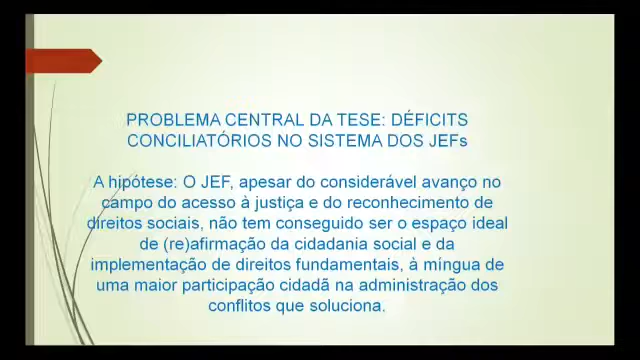 PROBLEMA CENTRAL DA TESE: DÉFICITS
CONCILIATÓRIOS NO SISTEMA DOS JEFs
A hipótese: O JEF, apesar do considerável avanço no
campo do acesso à justiça e do reconhecimento de
direitos sociais, não tem conseguido ser o espaço ideal
de (re)afirmação da cidadania social e da
implementação de direitos fundamentais, à míngua de
uma maior participação cidadã na administração dos
conflitos que soluciona.